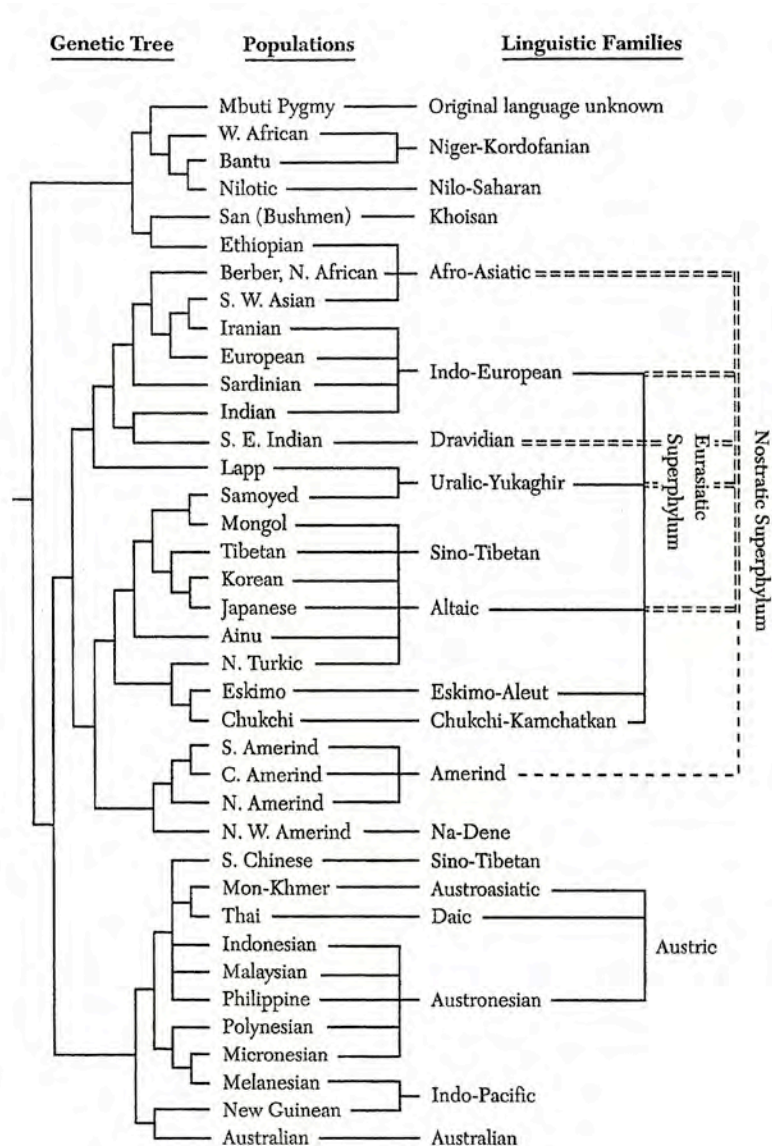 Genetic Tree Populations Linguistic Families
Mbuti Pygmy Original language unknown
W. African
Niger-Kordofanian
Bantu
Nilotic Nilo-Saharan
San (Bushmen) Khoisan
Ethiopian
Berber, N. African Afro-Asiatic
S. W. Asian
Iranian
European
Indo-European
Sardinian
Indian
S. E. Indian Dravidian
Lapp
Uralic-Yukaghir
Samoyed
Mongol
Tibetan Sino-Tibetan
Korean
Japanese Altaic
Ainu
N. Turkic
Eskimo Eskimo-Aleut
Chukchi Chukchi-Kamchatkan
S. Amerind
C. Amerind Amerind
N. Amerind
N. W. Amerind Na-Dene
S. Chinese Sino-Tibetan
Mon-Khmer Austroasiatic
Thai Daic
Indonesian
Austric
Malaysian
Philippine Austronesian
Polynesian
Micronesian
Melanesian
Indo-Pacific
New Guinean
Australian Australian
Eurasiatic
Superphylum
Nostratic Superphylum